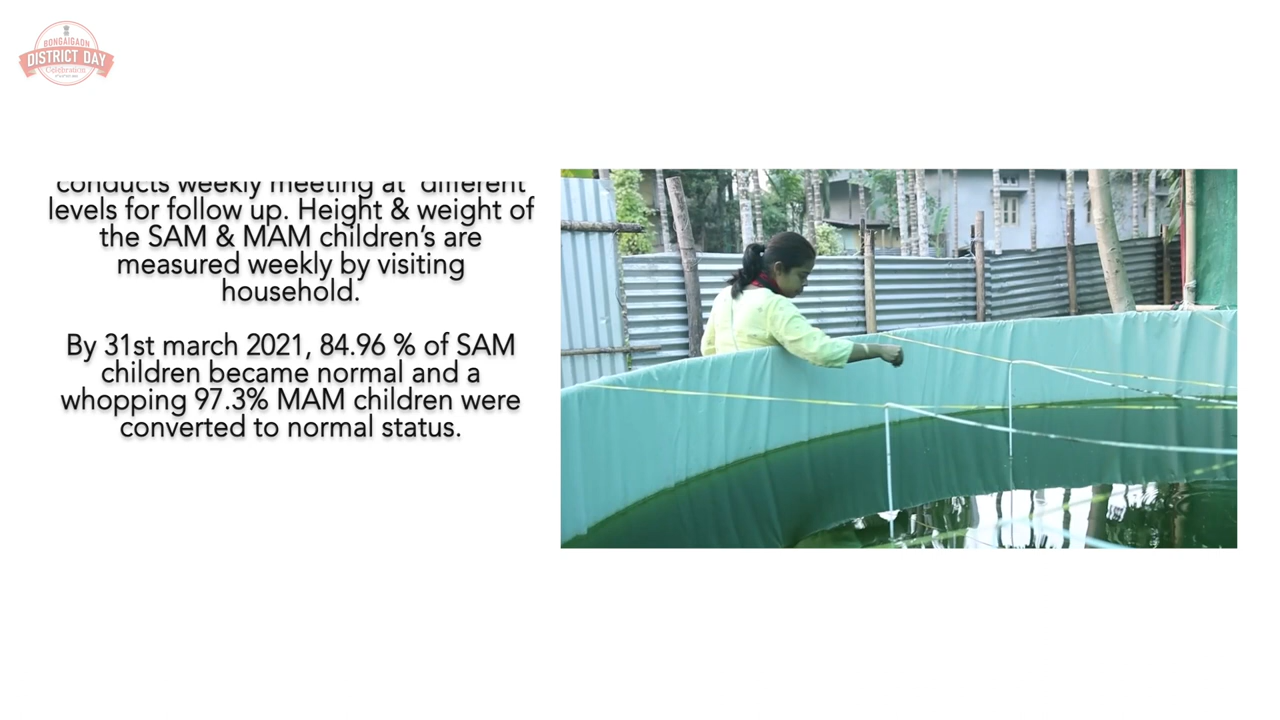 BONGAIGAON
DISTRICT DAY
Celebration
conducts weekly meeting at different
levels for follow up. Height & weight of
the SAM & MAM children’s are
measured weekly by visiting
household.
By 31st march 2021, 84.96 % of SAM
children became normal and a
whopping 97.3% MAM children were
converted to normal status.